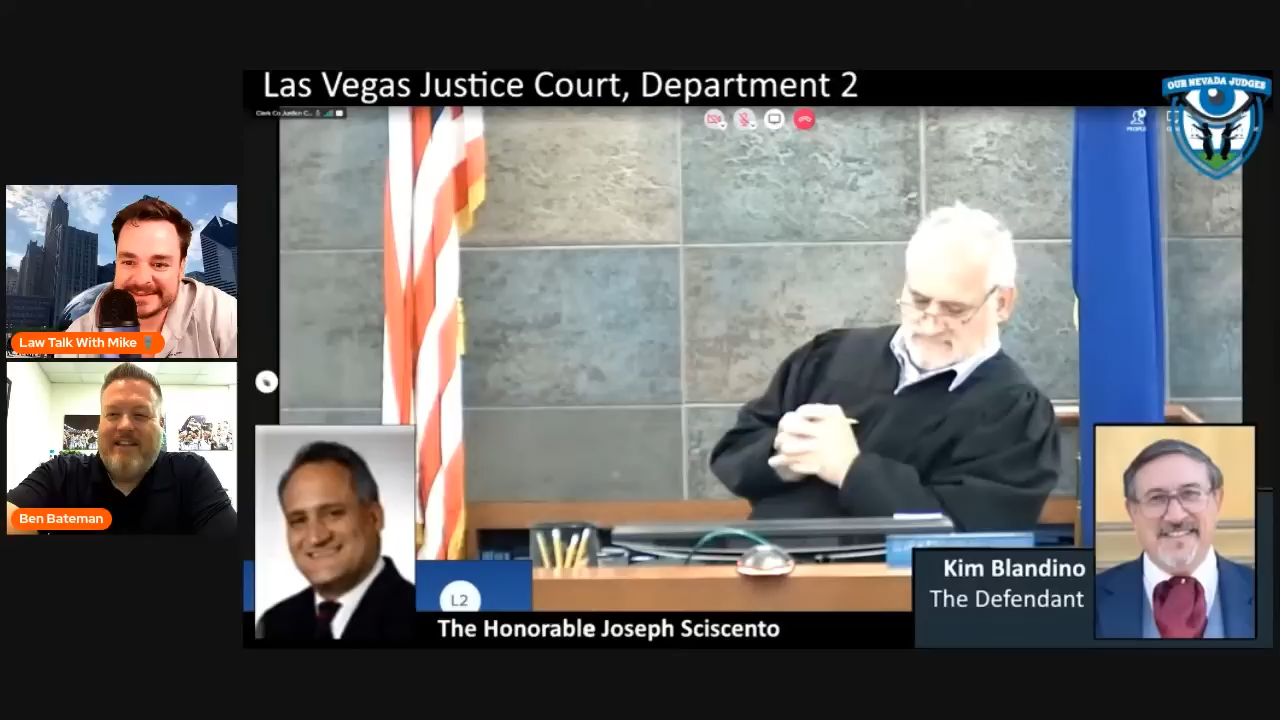 Las Vegas Justice Court, Department 2
OUR NEVADA JUDGES
PEOPLE
Law Talk With Mike
Ben Bateman
L2
The Honorable Joseph Sciscento
Kim Blandino
The Defendant